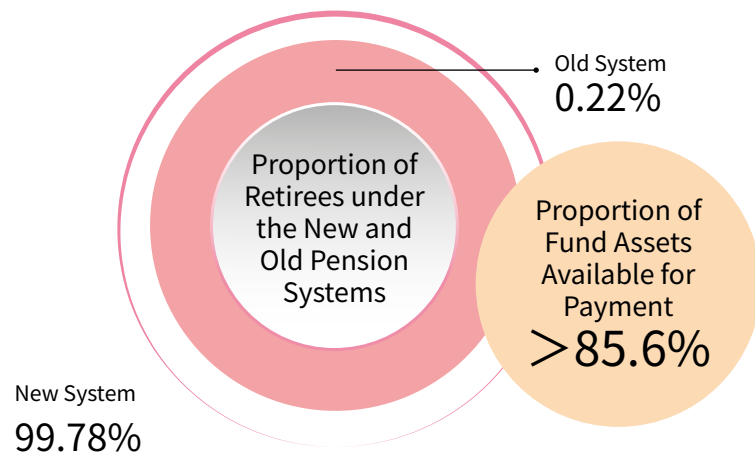 Old System
0.22%
Proportion of
Retirees under
the New and
Old Pension
Systems
Proportion of
Fund Assets
Available for
Payment
＞85.6%
New System
99.78%